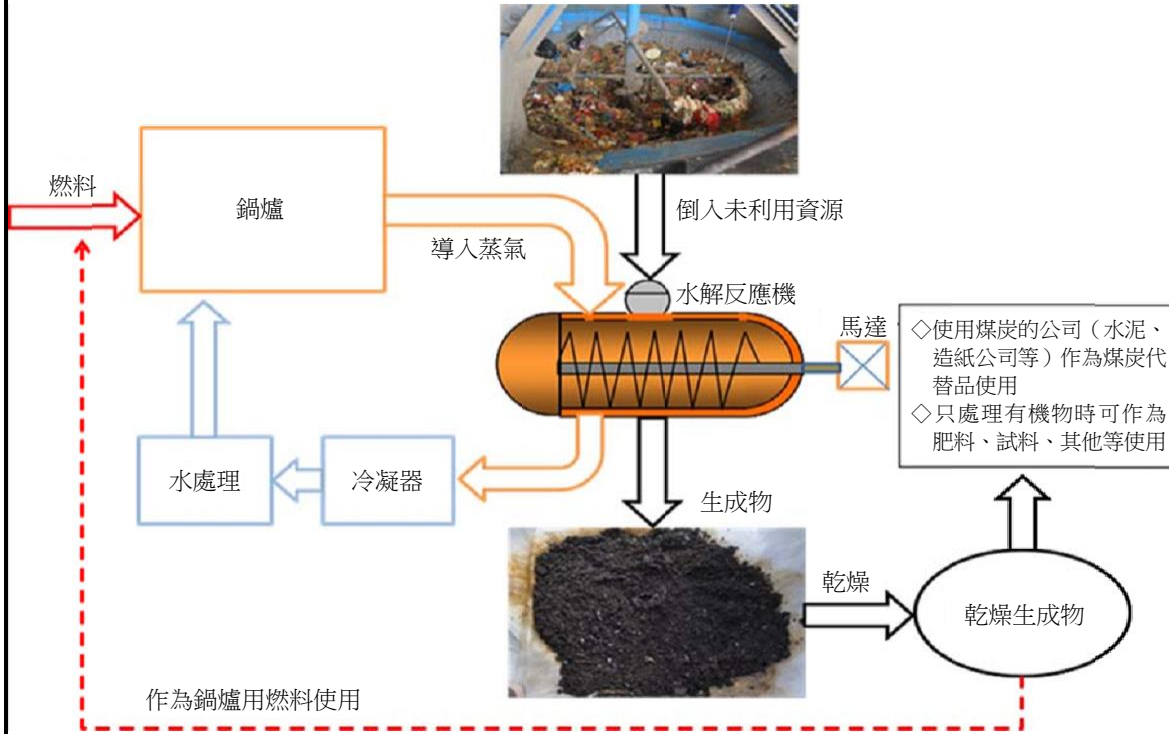 燃料
鍋爐
導入蒸氣
倒入未利用資源
水解反應機
馬達
◇使用煤炭的公司（水泥、
造紙公司等）作為煤炭代
替品使用
◇只處理有機物時可作為
肥料、試料、其他等使用
水處理
冷凝器
生成物
乾燥
乾燥生成物
作為鍋爐用燃料使用